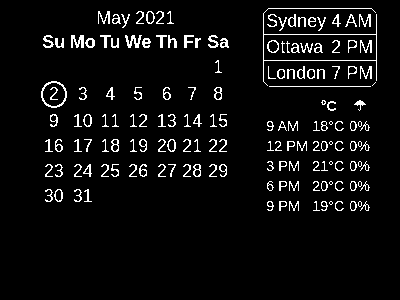 May 2021
Su Mo Tu We Th Fr Sa
1
2 3 4 5 6 7 8
9 10 11 12 13 14 15
16 17 18 19 20 21 22
23 24 25 26 27 28 29
30 31
Sydney 4 AM
Ottawa 2 PM
London 7 PM
°C ☂
9 AM 18°C 0%
12 PM 20°C 0%
3 PM 21°C 0%
6 PM 20°C 0%
9 PM 19°C 0%